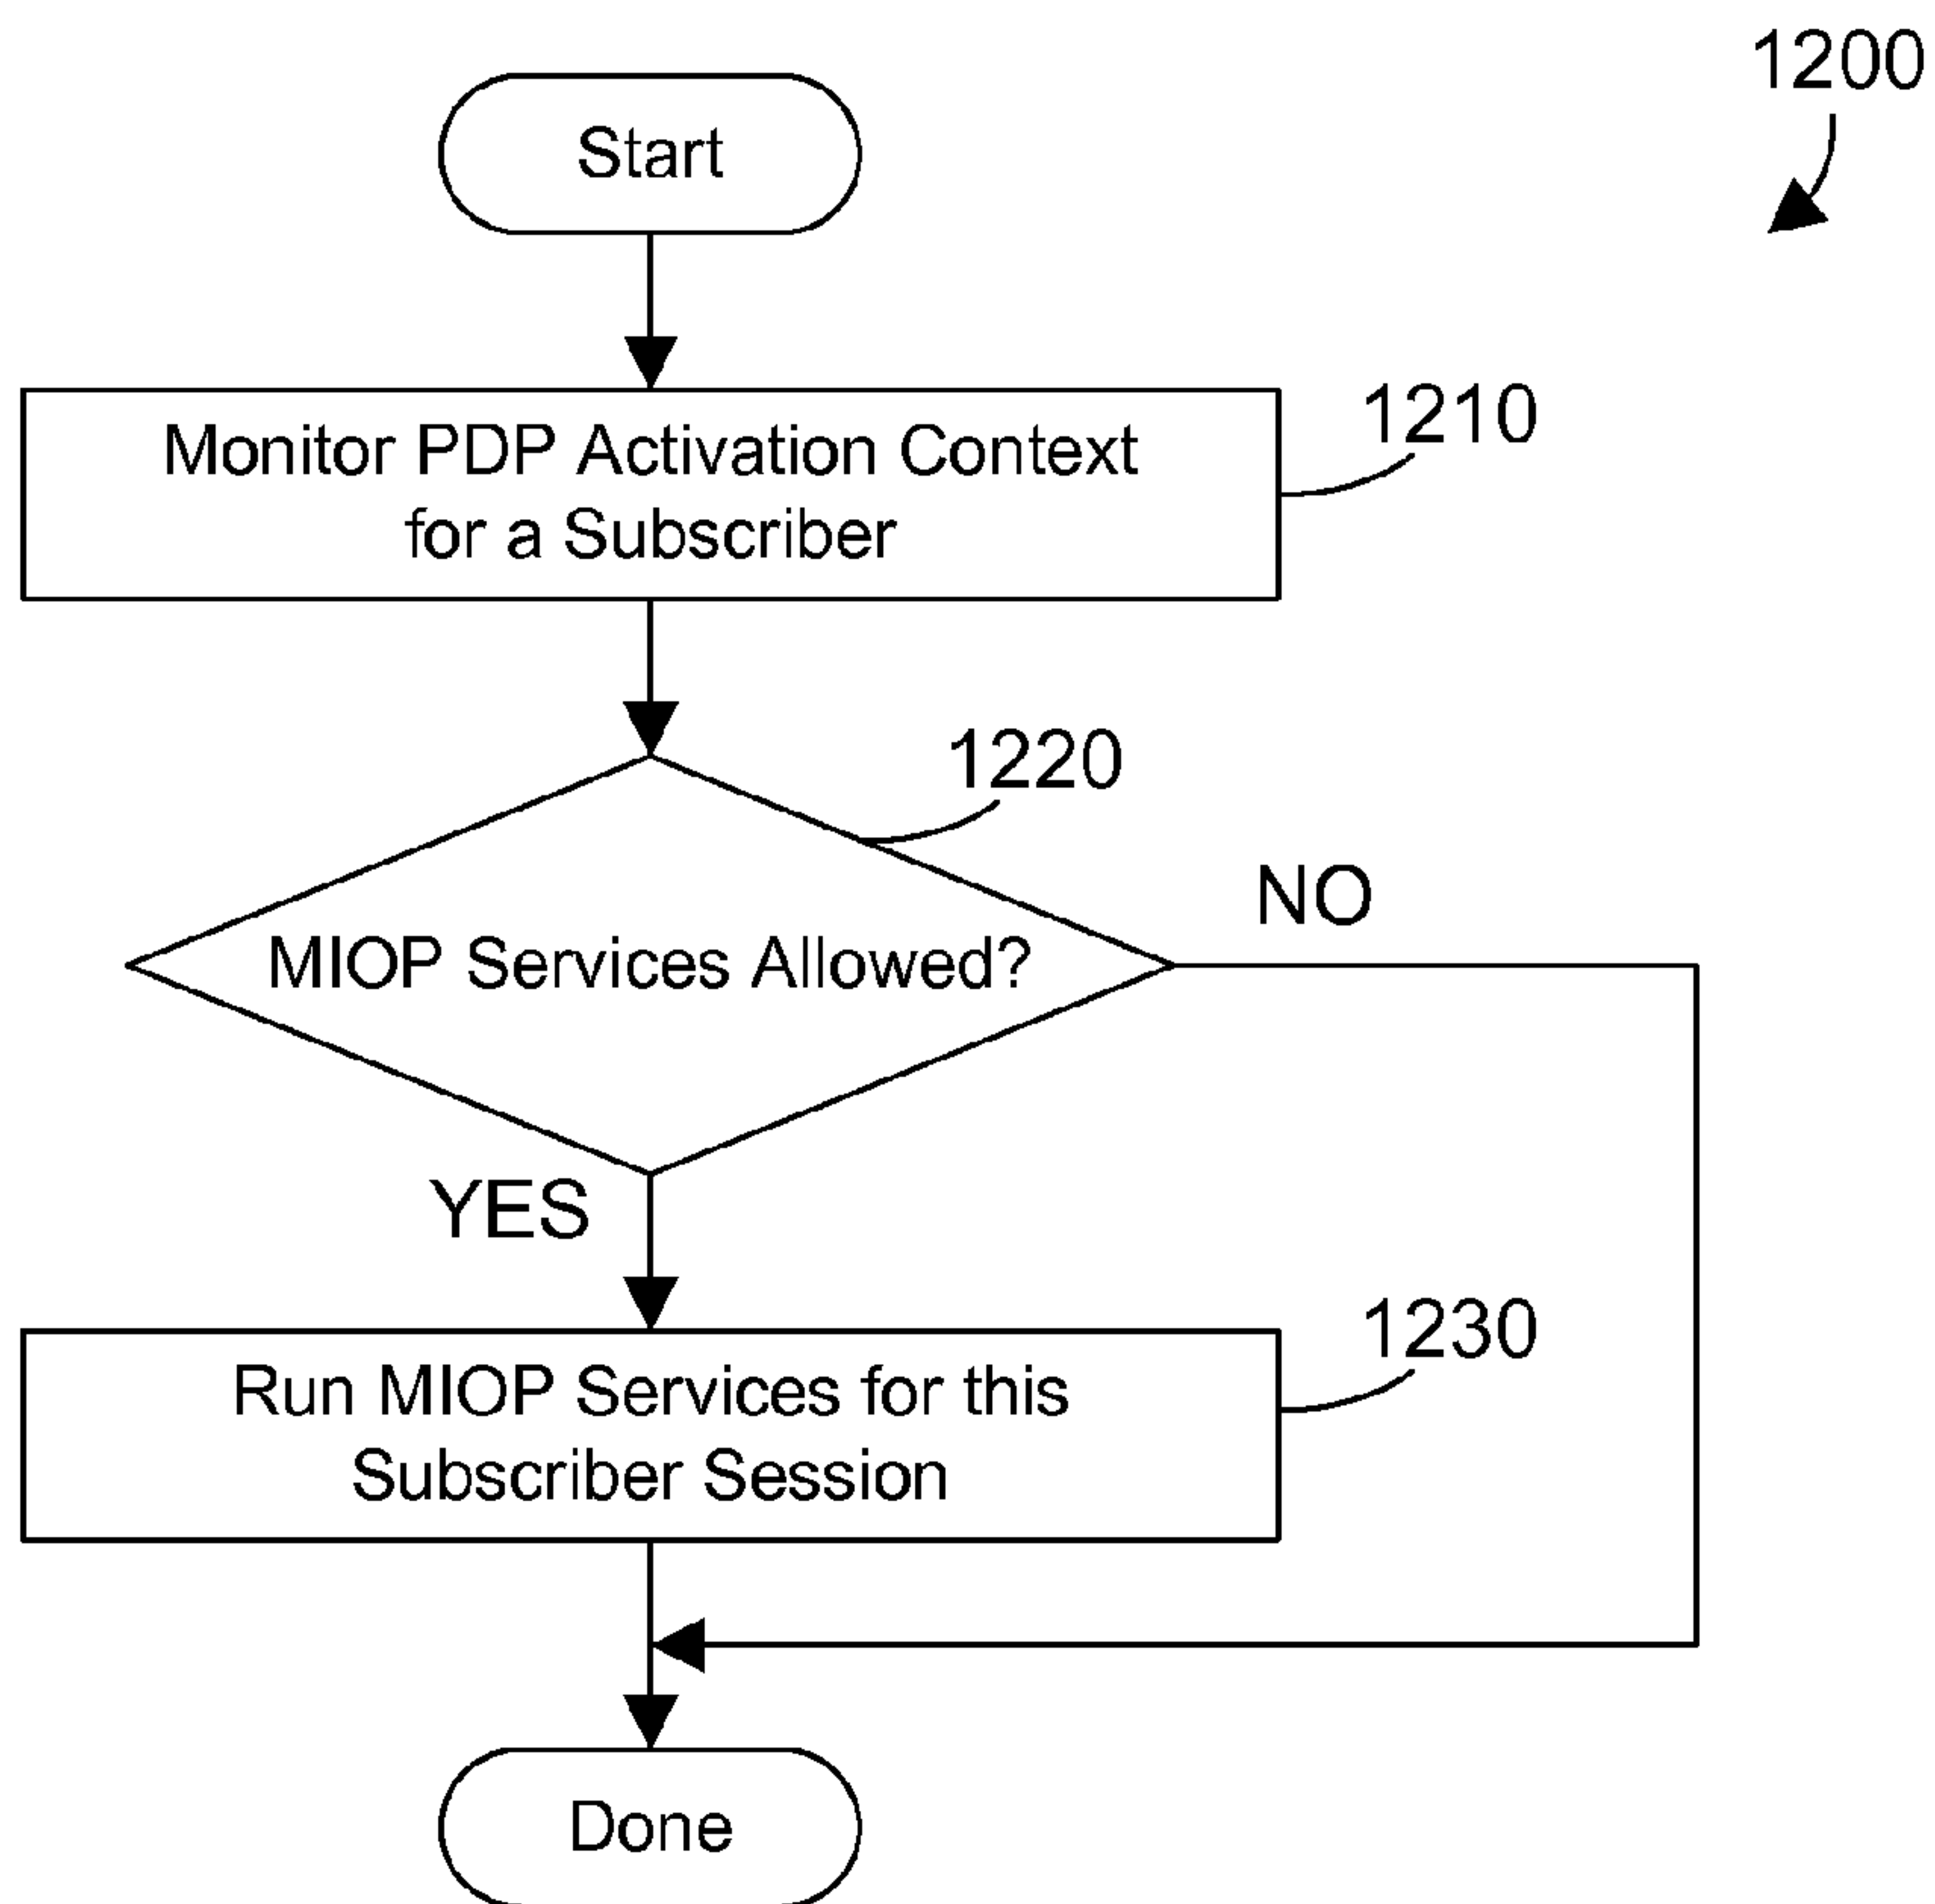 1200
Start
Monitor PDP Activation Context
for a Subscriber
1210
1220
MIOP Services Allowed?
NO
YES
Run MIOP Services for this
Subscriber Session
1230
Done